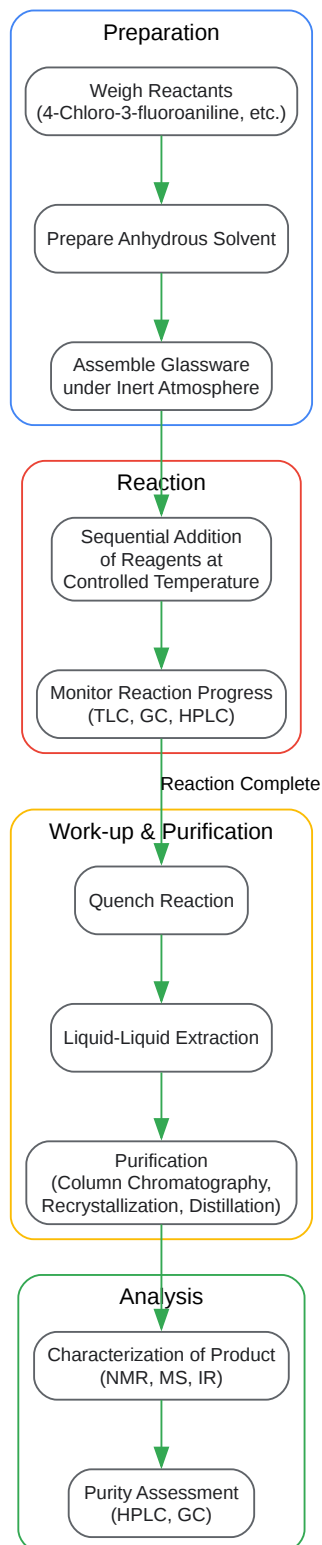 Preparation
Weigh Reactants
(4-Chloro-3-fluoroaniline, etc.)
Prepare Anhydrous Solvent
Assemble Glassware
under Inert Atmosphere
Reaction
Sequential Addition
of Reagents at
Controlled Temperature
Monitor Reaction Progress
(TLC, GC, HPLC)
Reaction Complete
Work-up & Purification
Quench Reaction
Liquid-Liquid Extraction
Purification
(Column Chromatography,
Recrystallization, Distillation)
Analysis
Characterization of Product
(NMR, MS, IR)
Purity Assessment
(HPLC, GC)